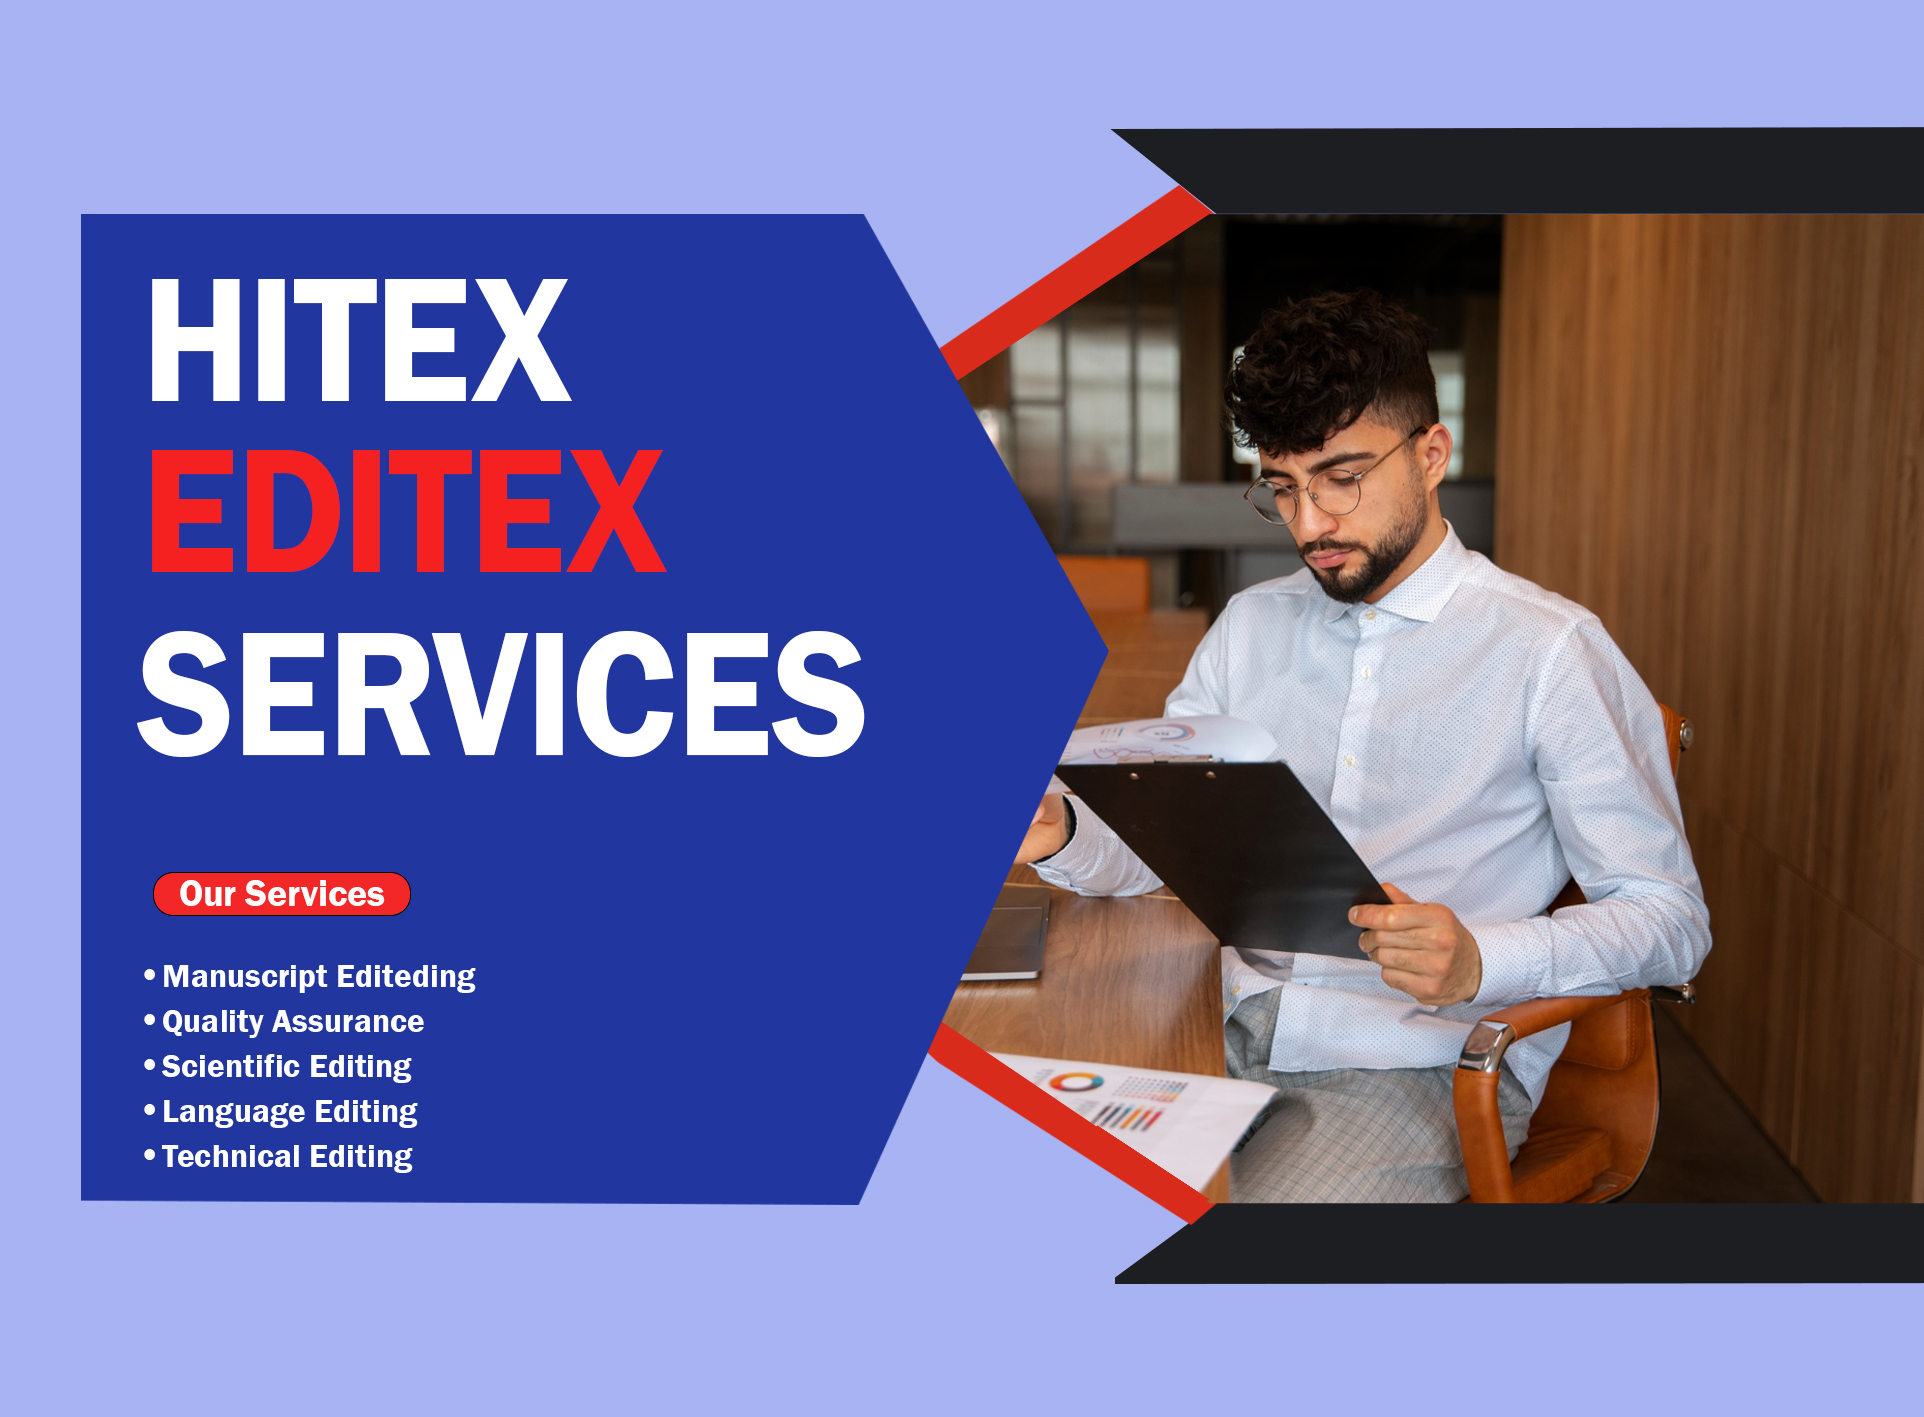 HITEX
EDITEX
SERVICES
Our Services
• Manuscript Editeding
• Quality Assurance
• Scientific Editing
• Language Editing
• Technical Editing